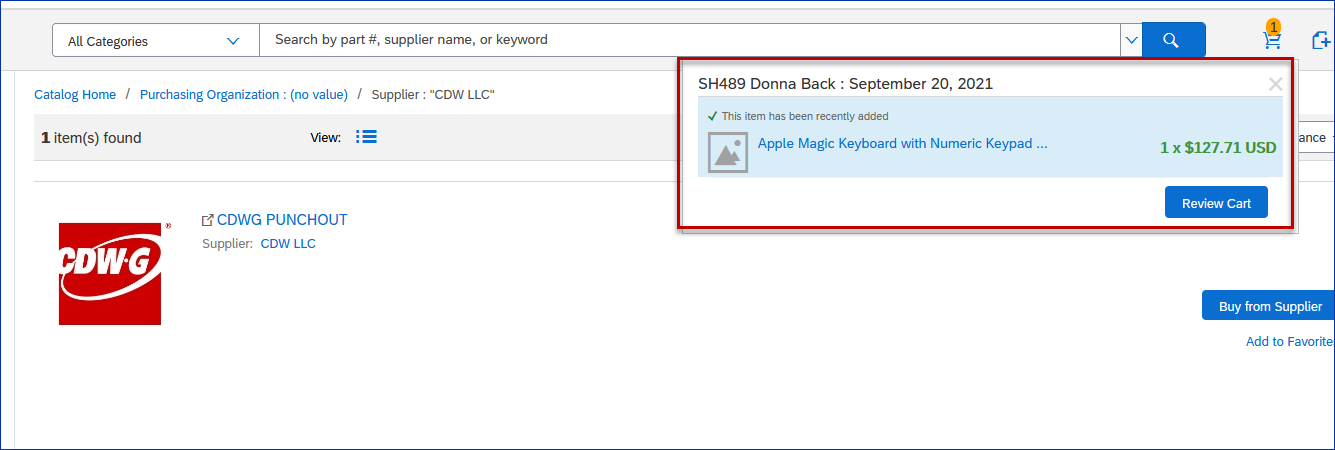 All Categories
Search by part #, supplier name, or keyword
1
SH489 Donna Back : September 20, 2021
Catalog Home / Purchasing Organization : (no value) / Supplier : "CDW LLC"
This item has been recently added
1 item(s) found
View:
Apple Magic Keyboard with Numeric Keypad ...
1 x $127.71 USD
ance
Review Cart
CDW·G
®
CDWG PUNCHOUT
Supplier: CDW LLC
Buy from Supplier
Add to Favorite